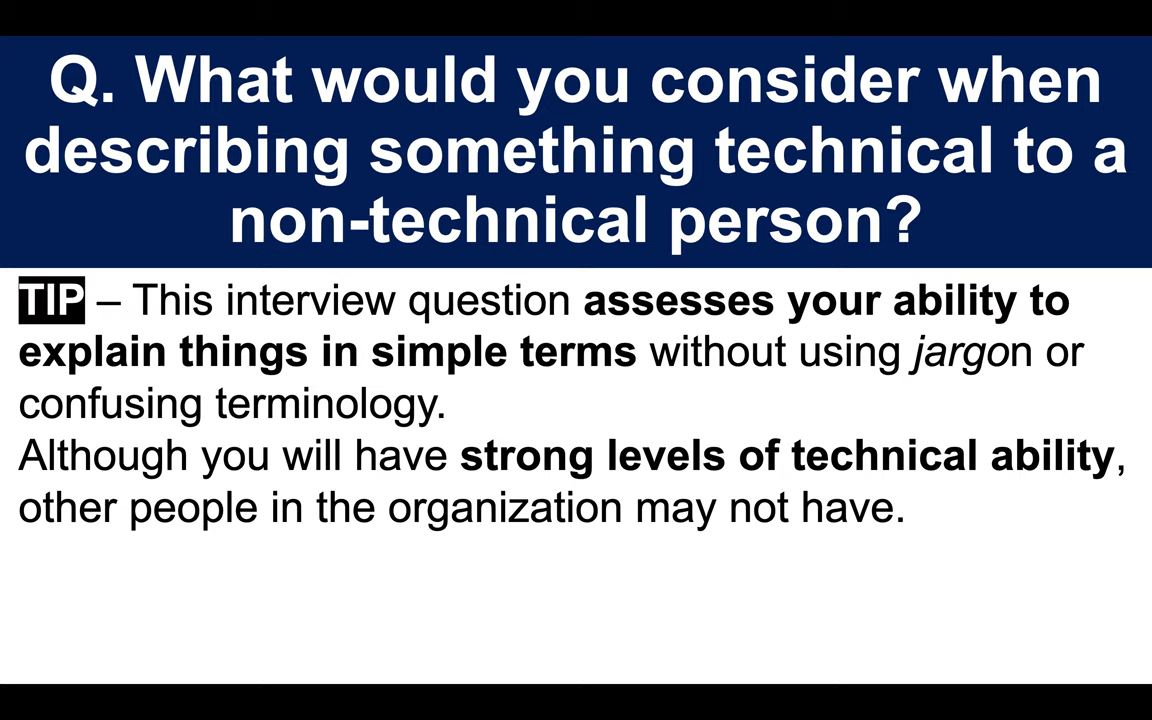 Q. What would you consider when
describing something technical to a
non-technical person?
TIP – This interview question assesses your ability to
explain things in simple terms without using jargon or
confusing terminology.
Although you will have strong levels of technical ability,
other people in the organization may not have.